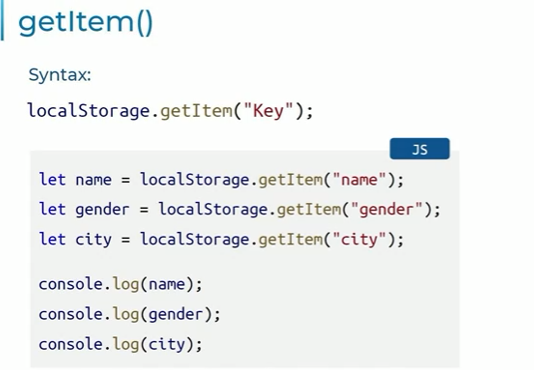 getItem()
Syntax:
localStorage.getItem("Key");
JS
let name = localStorage.getItem("name");
let gender = localStorage.getItem("gender");
let city = localStorage.getItem("city");
console.log(name);
console.log(gender);
console.log(city);